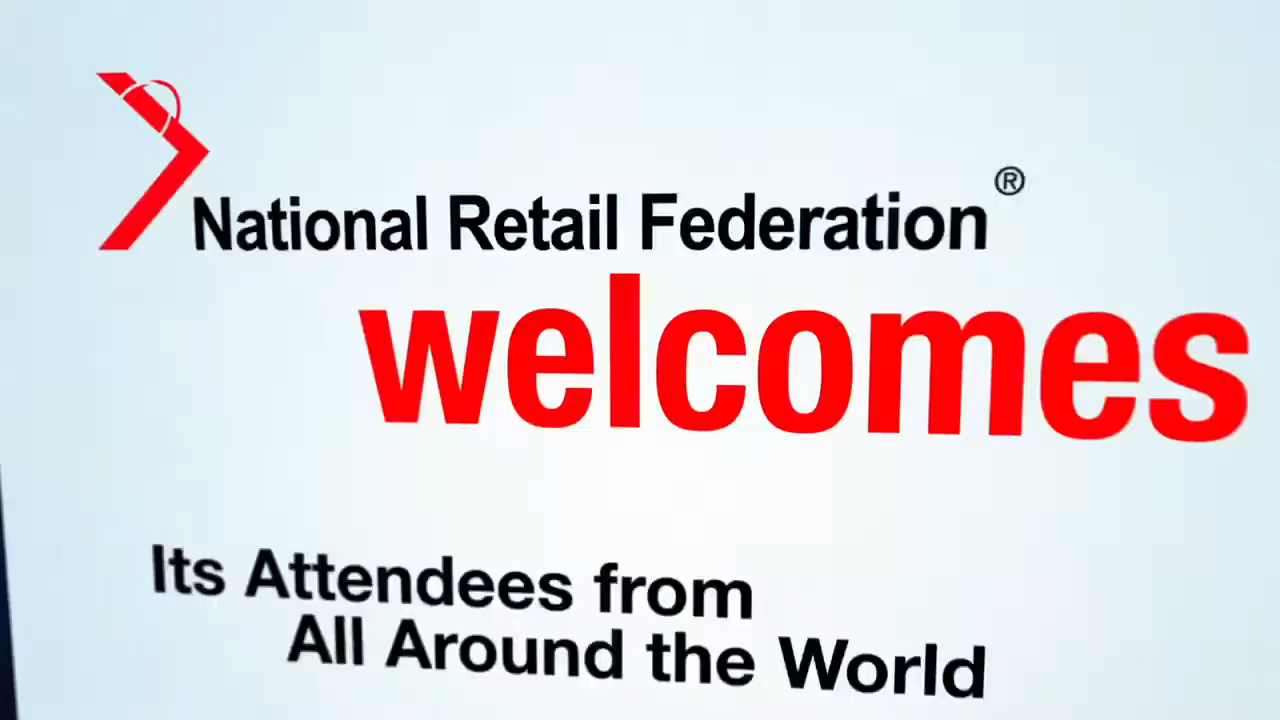 National Retail Federation®
welcomes
Its Attendees from
All Around the World